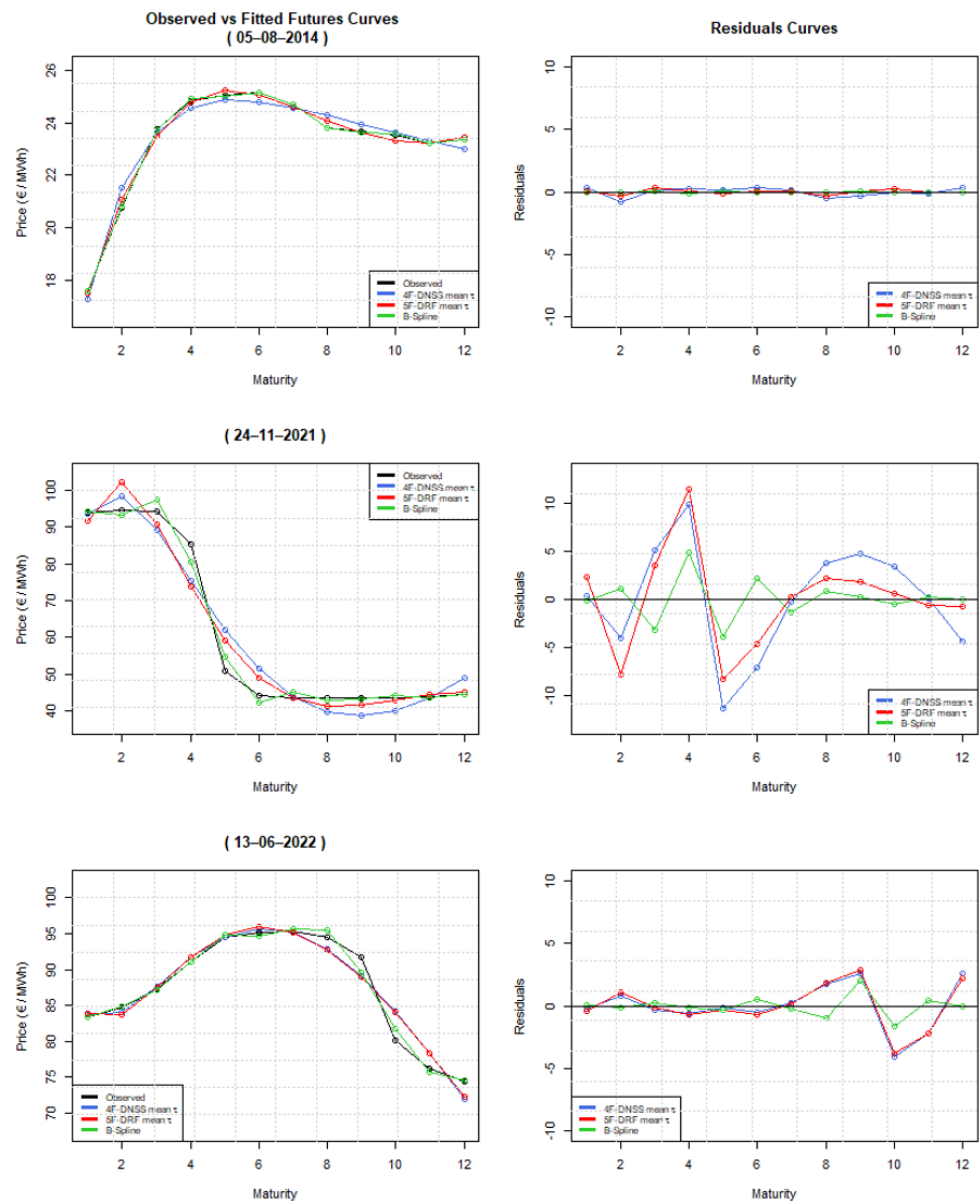 Observed vs Fitted Futures Curves
( 05–08–2014 )
Price (€ / MWh)
26
24
22
20
18
Observed
4F-DNSS mean τ
5F-DRF mean τ
B-Spline
2 4 6 8 10 12
Maturity
Residuals Curves
Residuals
10
5
0
-5
-10
4F-DNSS mean τ
5F-DRF mean τ
B-Spline
2 4 6 8 10 12
Maturity
( 24–11–2021 )
Price (€ / MWh)
100
90
80
70
60
50
40
Observed
4F-DNSS mean τ
5F-DRF mean τ
B-Spline
2 4 6 8 10 12
Maturity
Residuals
10
5
0
-5
-10
4F-DNSS mean τ
5F-DRF mean τ
B-Spline
2 4 6 8 10 12
Maturity
( 13–06–2022 )
Price (€ / MWh)
100
95
90
85
80
75
70
Observed
4F-DNSS mean τ
5F-DRF mean τ
B-Spline
2 4 6 8 10 12
Maturity
Residuals
10
5
0
-5
-10
4F-DNSS mean τ
5F-DRF mean τ
B-Spline
2 4 6 8 10 12
Maturity